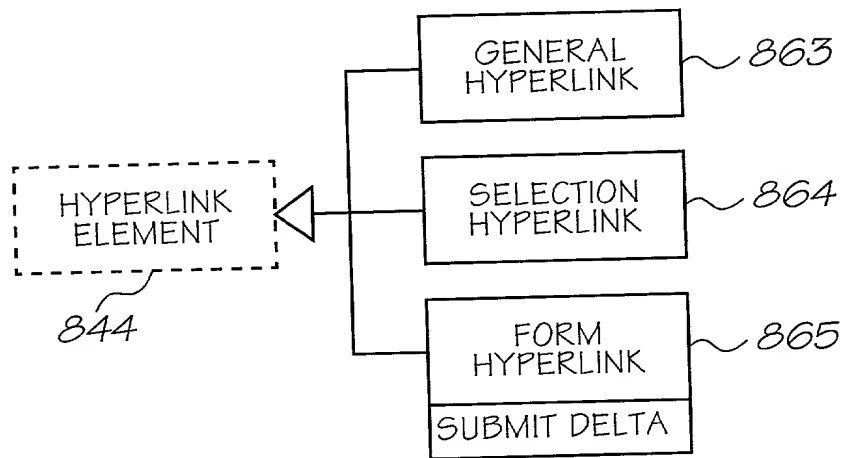 GENERAL
HYPERLINK
863
HYPERLINK
ELEMENT
844
SELECTION
HYPERLINK
864
FORM
HYPERLINK
865
SUBMIT DELTA